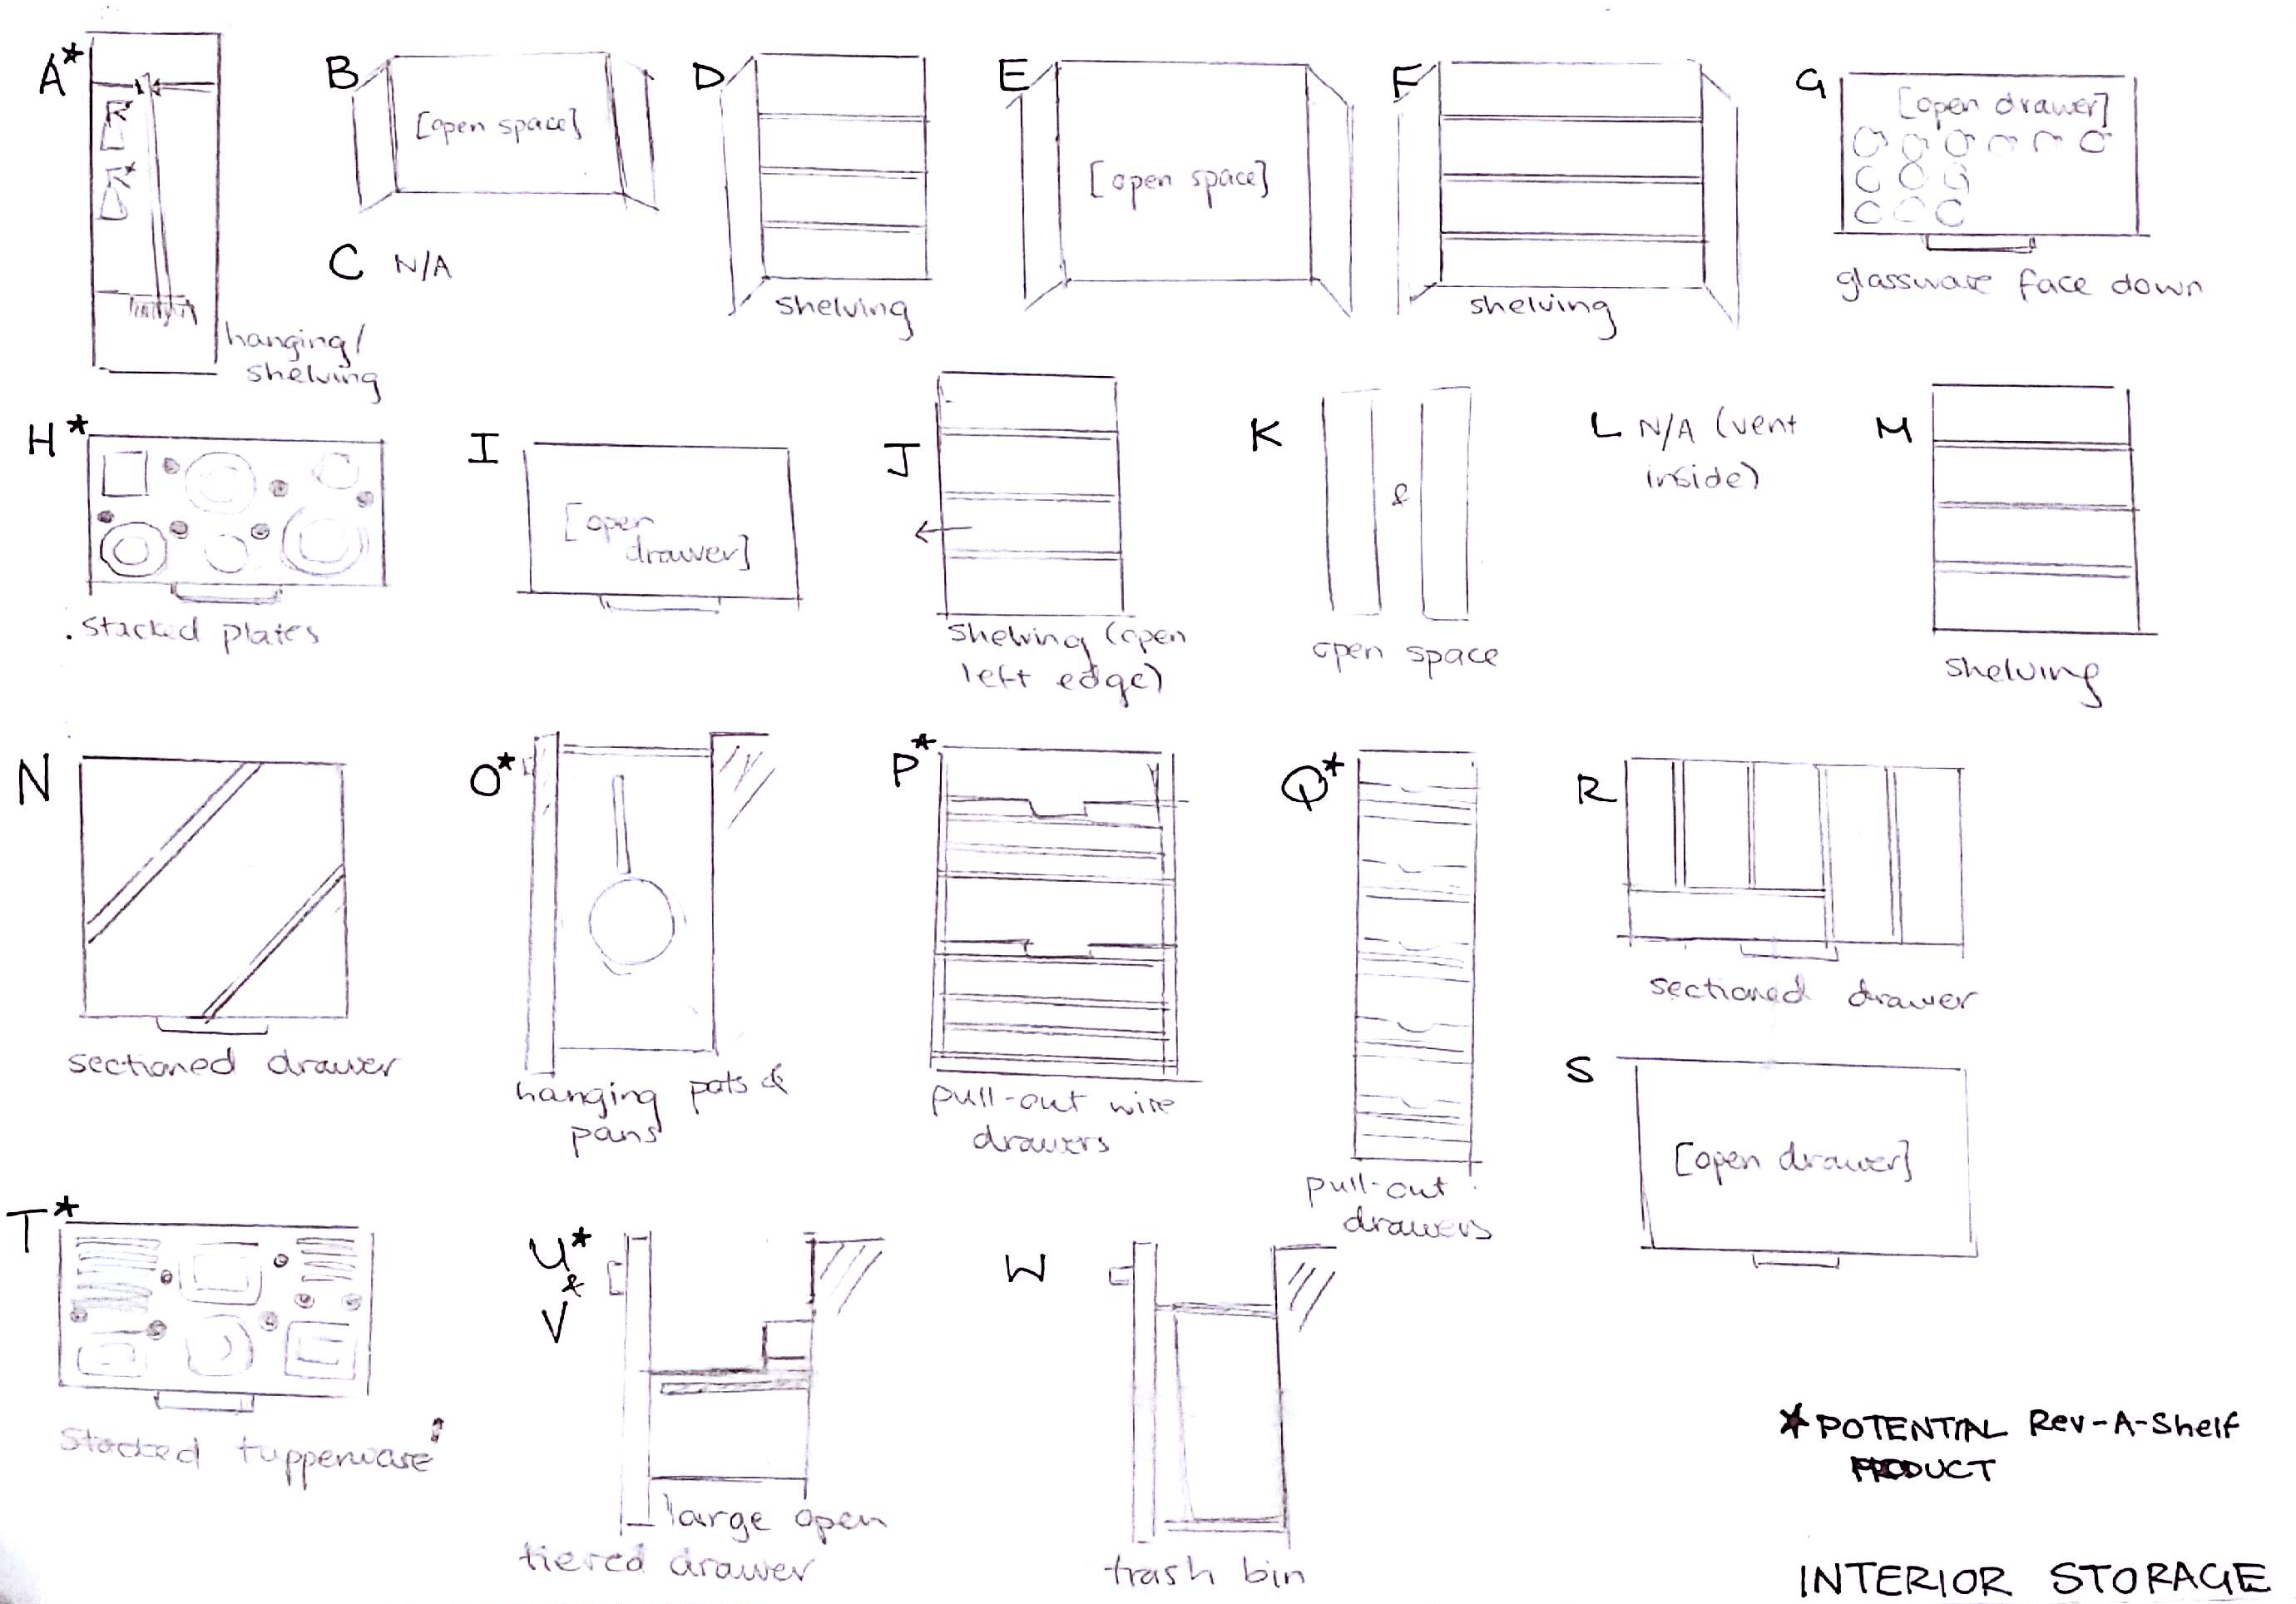 A*
hanging/
shelving
B
[open space]
C N/A
D
shelving
E
[open space]
F
shelving
G
[open drawer]
glassware face down
H*
stacked plates
I
[open
drawer]
J
shelving (open
left edge)
K
&
open space
L N/A (vent
inside)
M
shelving
N
sectioned drawer
O*
hanging pots &
pans
P*
pull-out wire
drawers
Q*
pull-out
drawers
R
sectioned drawer
S
[open drawer]
T*
stacked tupperware
U*
&
V
large open
tiered drawer
W
trash bin
*POTENTIAL Rev-A-Shelf
PRODUCT
INTERIOR STORAGE